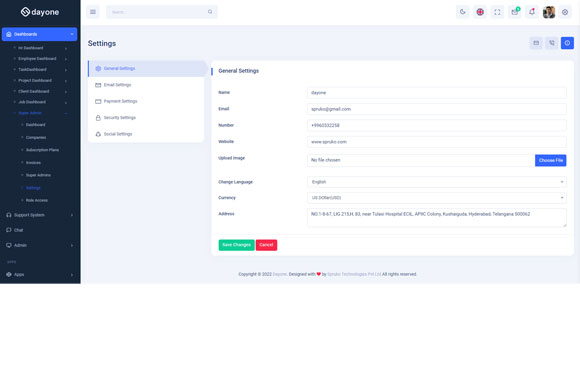 dayone
Search...
Dashboards
Hr Dashboard
Employee Dashboard
TaskDashboard
Project Dashboard
Client Dashboard
Job Dashboard
Super Admin
Dashboard
Companies
Subscription Plans
Invoices
Super Admins
Settings
Role Access
Support System
Chat
Admin
APPS
Apps
Settings
General Settings
Email Settings
Payment Settings
Security Settings
Social Settings
General Settings
Name
dayone
Email
spruko@gmail.com
Number
+9965532258
Website
www.spruko.com
Upload Image
No file chosen
Choose File
Change Language
English
Currency
US Dollar(USD)
Address
NO.1-8-67, LIG 215,H. 83, near Tulasi Hospital ECIL, APIIC Colony, Kushaiguda, Hyderabad, Telangana 500062
Save Changes
Cancel
Copyright © 2022 Dayone. Designed with ❤ by Spruko Technologies Pvt.Ltd All rights reserved.